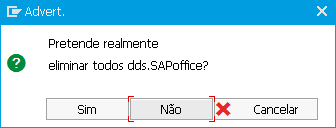 Advert.
Pretende realmente
eliminar todos dds.SAPoffice?
Sim
Não
Cancelar